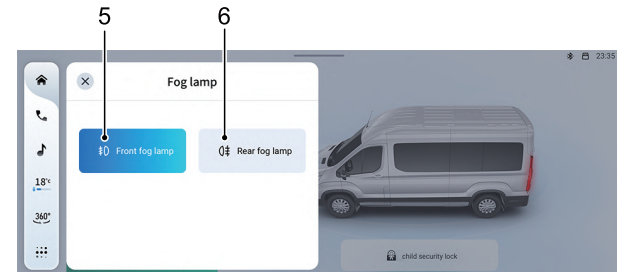 5 6
23:35
Fog lamp
Front fog lamp
Rear fog lamp
18°c
360°
child security lock